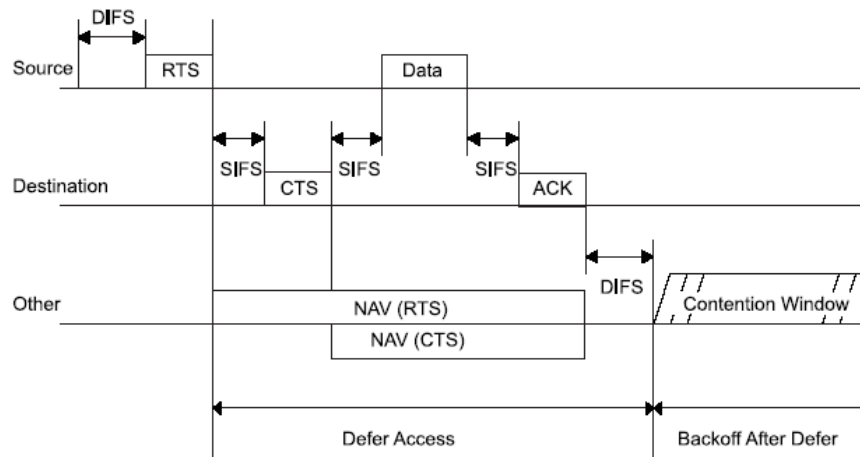 DIFS
Source
RTS
Data
SIFS
SIFS
SIFS
Destination
CTS
ACK
DIFS
Other
NAV (RTS)
Contention Window
NAV (CTS)
Defer Access
Backoff After Defer